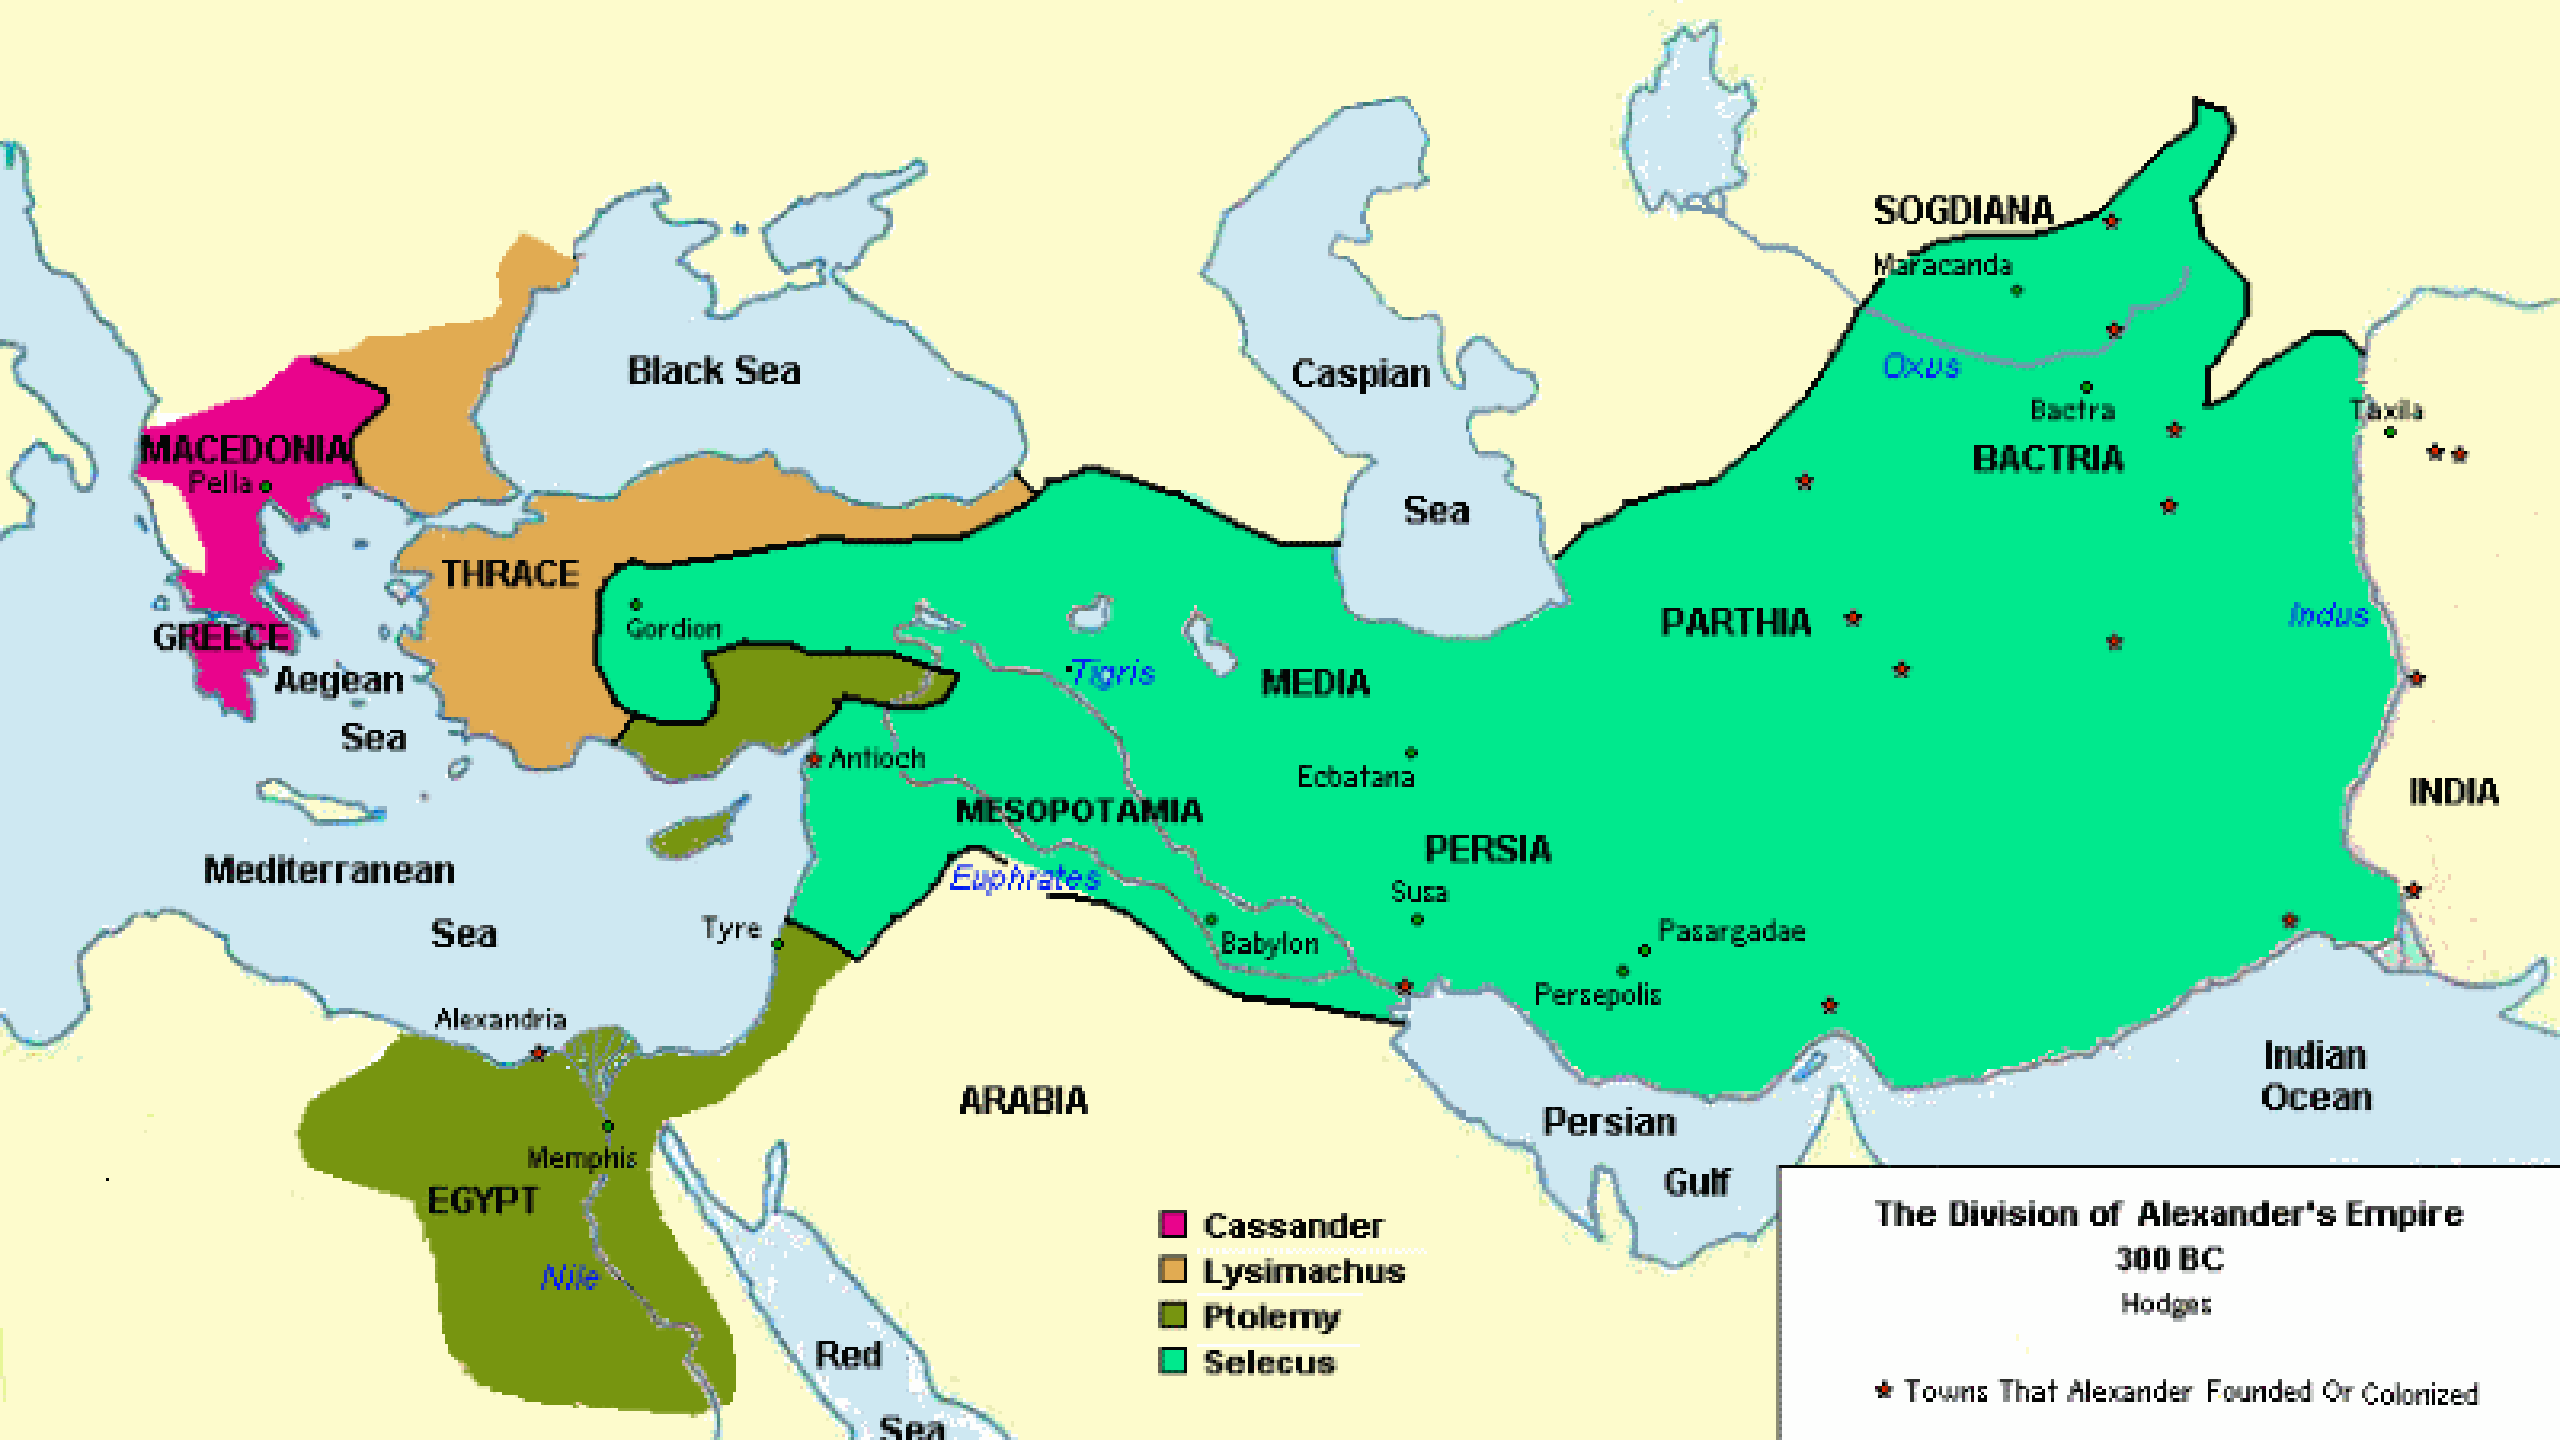 SOGDIANA
Maracanda
Black Sea
Caspian
Sea
Oxus
Bactra
Taxila
BACTRIA
MACEDONIA
Pella
THRACE
Gordion
PARTHIA
Indus
GREECE
Aegean
Sea
Tigris
MEDIA
Antioch
Ecbatana
MESOPOTAMIA
INDIA
PERSIA
Mediterranean
Sea
Euphrates
Susa
Tyre
Babylon
Pasargadae
Persepolis
Alexandria
Indian
Ocean
ARABIA
Persian
Gulf
Memphis
EGYPT
Nile
Red
Sea
Cassander
Lysimachus
Ptolemy
Selecus
The Division of Alexander's Empire
300 BC
Hodges
Towns That Alexander Founded Or Colonized